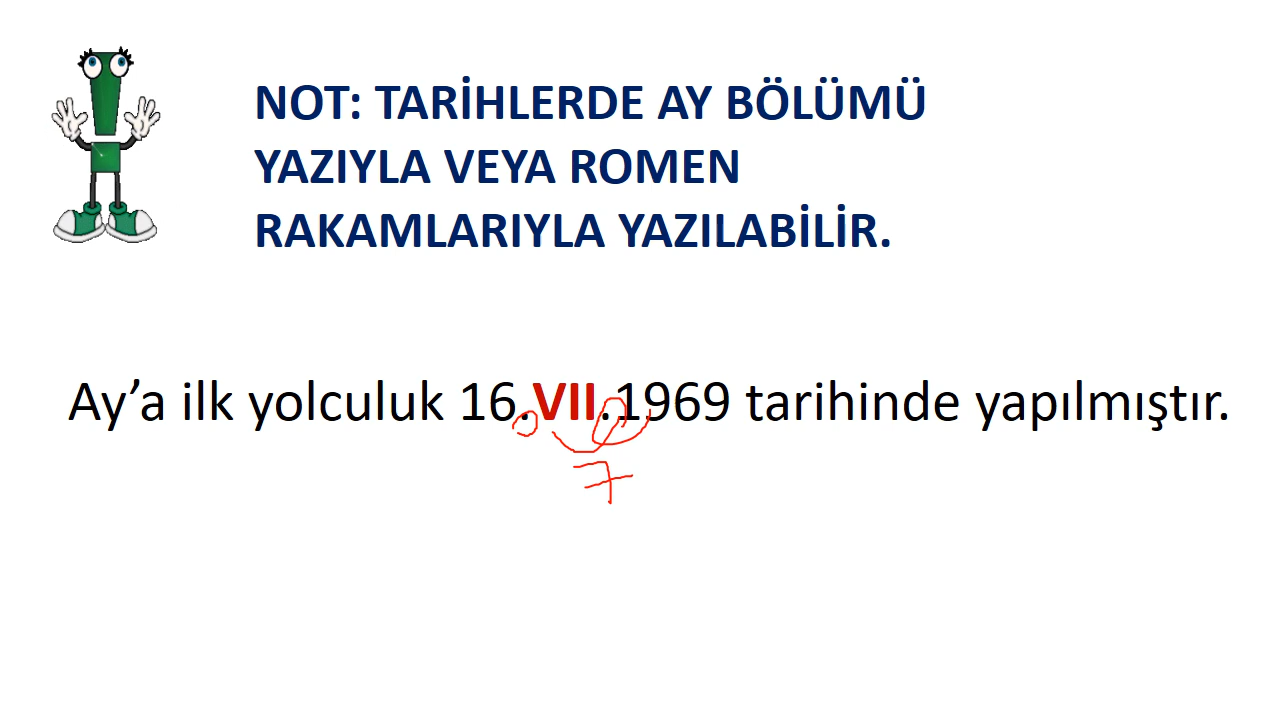 NOT: TARİHLERDE AY BÖLÜMÜ
YAZIYLA VEYA ROMEN
RAKAMLARIYLA YAZILABİLİR.
Ay’a ilk yolculuk 16.VII.1969 tarihinde yapılmıştır.
7